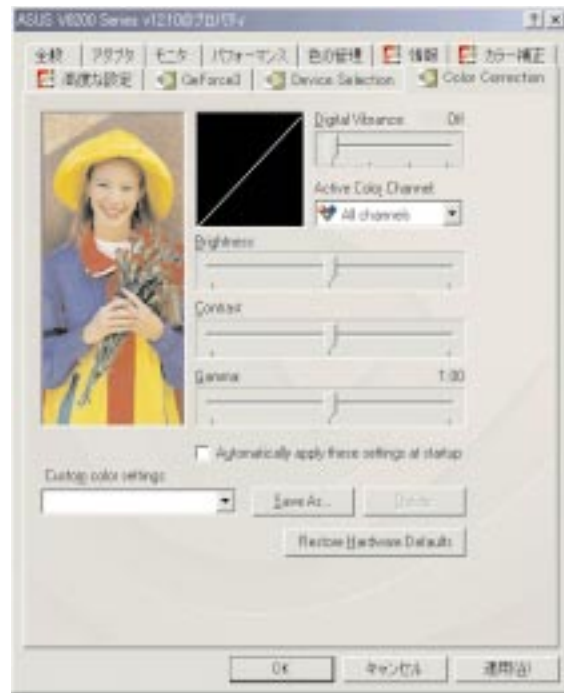 ASUS V8200 Series v12.10のプロパティ
全般 アダプタ モニタ パフォーマンス 色の管理 情報 カラー補正
高度な設定 GeForce3 Device Selection Color Correction
Digital Vibrance Off
Active Color Channel:
All channels
Brightness
Contrast
Gamma 1.00
Automatically apply these settings at startup
Custom color settings
Save As... Delete
Restore Hardware Defaults
OK キャンセル 適用(A)